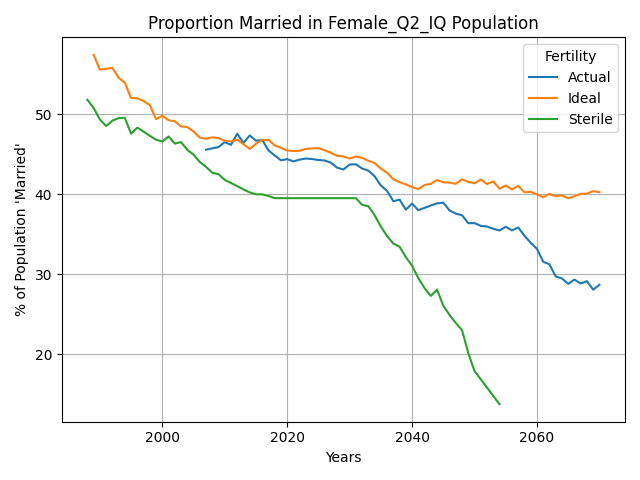 Proportion Married in Female_Q2_IQ Population
% of Population 'Married'
50
40
30
20
2000
2020
2040
2060
Years
Fertility
Actual
Ideal
Sterile